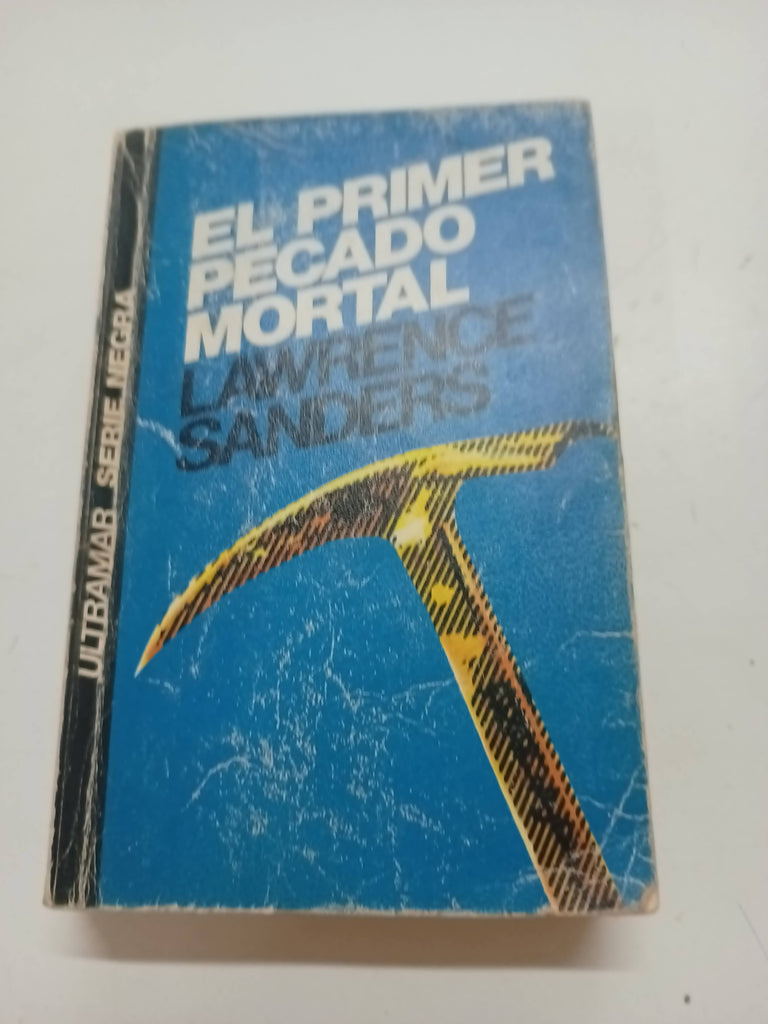 EL PRIMER
PECADO
MORTAL
LAWRENCE
SANDERS
ULTRAMAR SERIE NEGRA